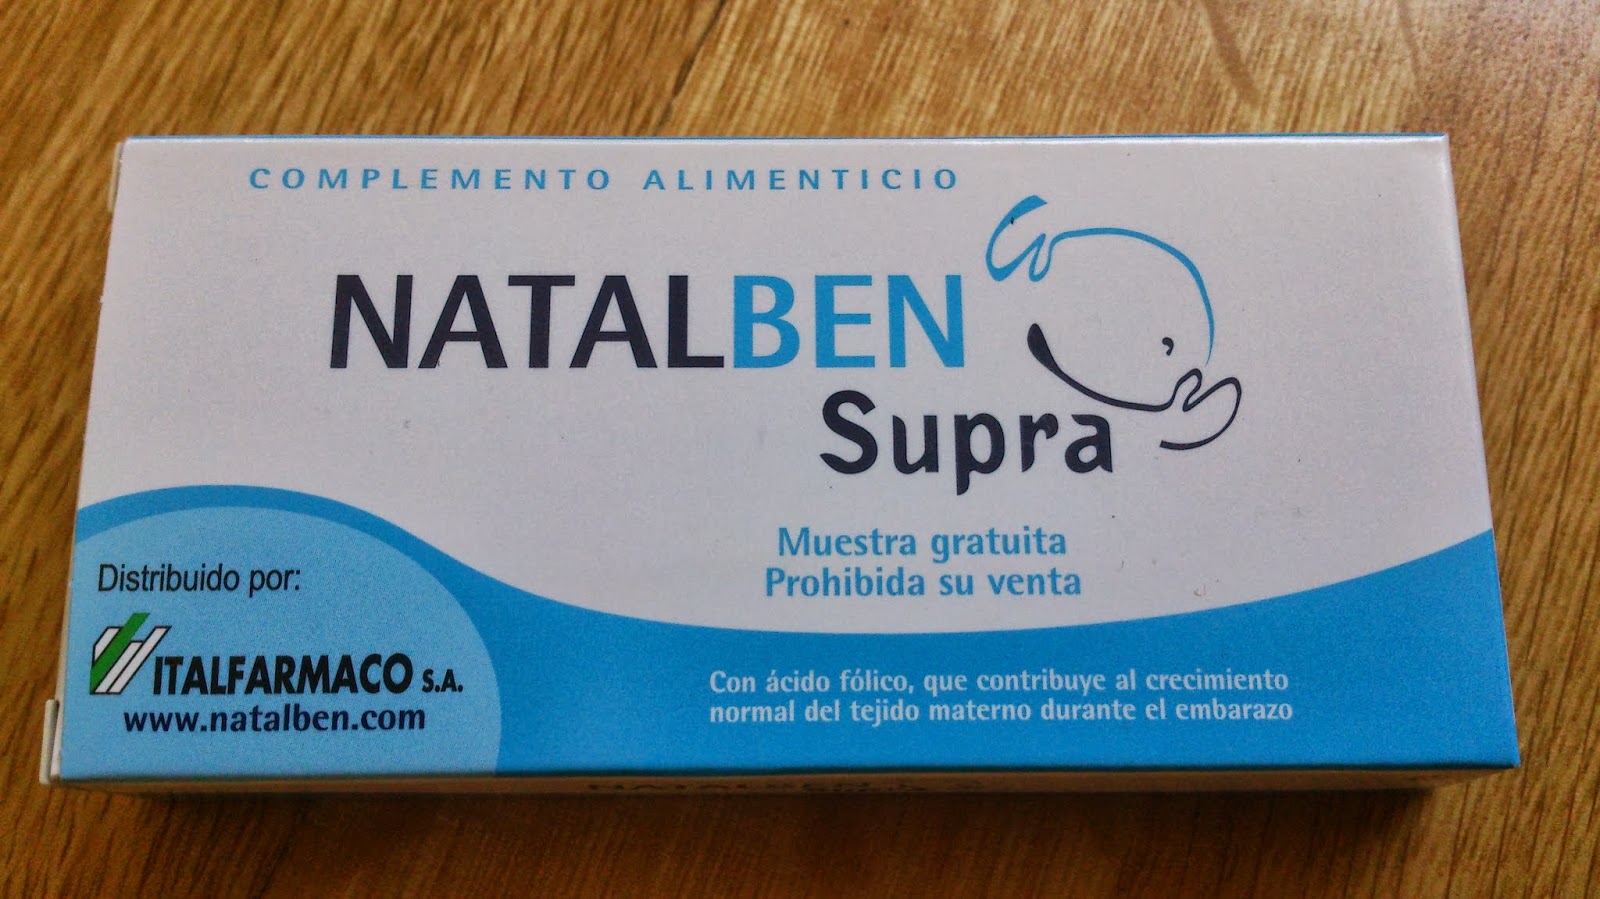 COMPLEMENTO ALIMENTICIO
NATALBEN
Supra
Muestra gratuita
Prohibida su venta
Distribuido por:
ITALFARMACO S.A.
www.natalben.com
Con ácido fólico, que contribuye al crecimiento
normal del tejido materno durante el embarazo